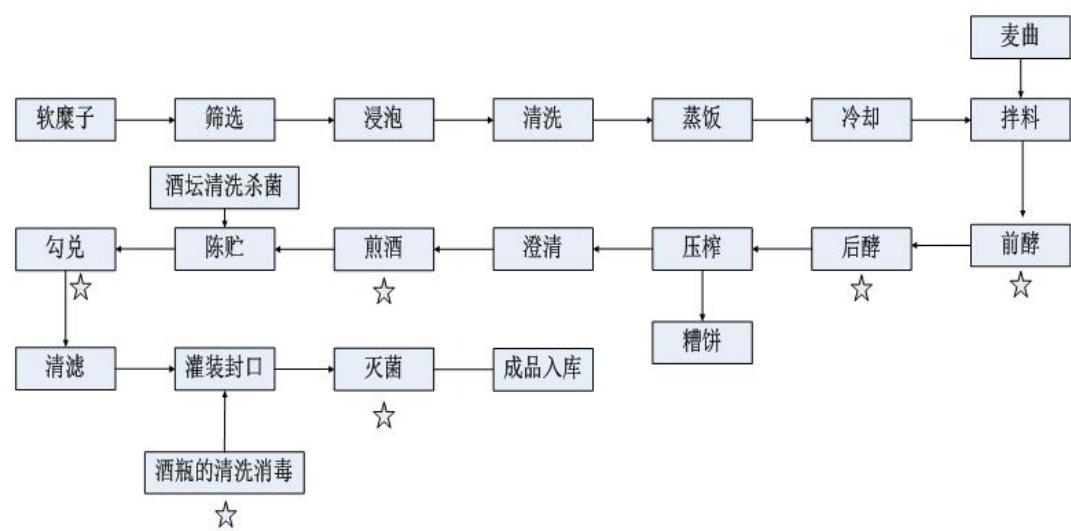 麦曲
软糜子
筛选
浸泡
清洗
蒸饭
冷却
拌料
酒坛清洗杀菌
勾兑
陈贮
煎酒
澄清
压榨
后酵
前酵
糟饼
清滤
灌装封口
灭菌
成品入库
酒瓶的清洗消毒